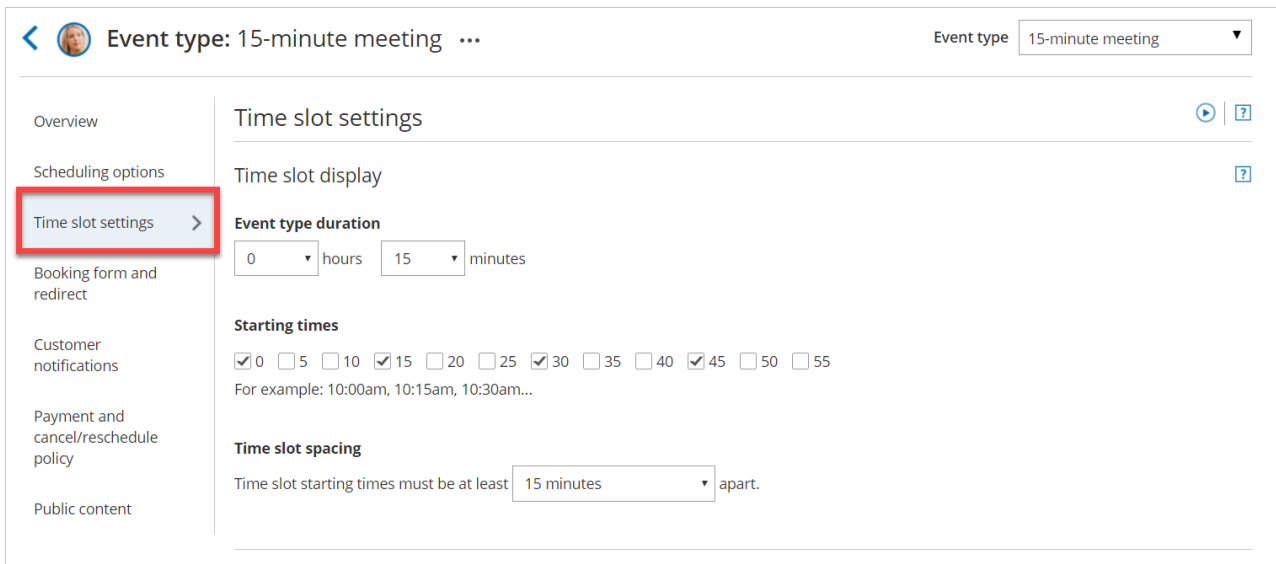 Event type: 15-minute meeting ...
Event type 15-minute meeting
Overview
Scheduling options
Time slot settings
Booking form and
redirect
Customer
notifications
Payment and
cancel/reschedule
policy
Public content
Time slot settings
?
Time slot display
?
Event type duration
0 hours 15 minutes
Starting times
0 5 10 15 20 25 30 35 40 45 50 55
For example: 10:00am, 10:15am, 10:30am...
Time slot spacing
Time slot starting times must be at least 15 minutes apart.